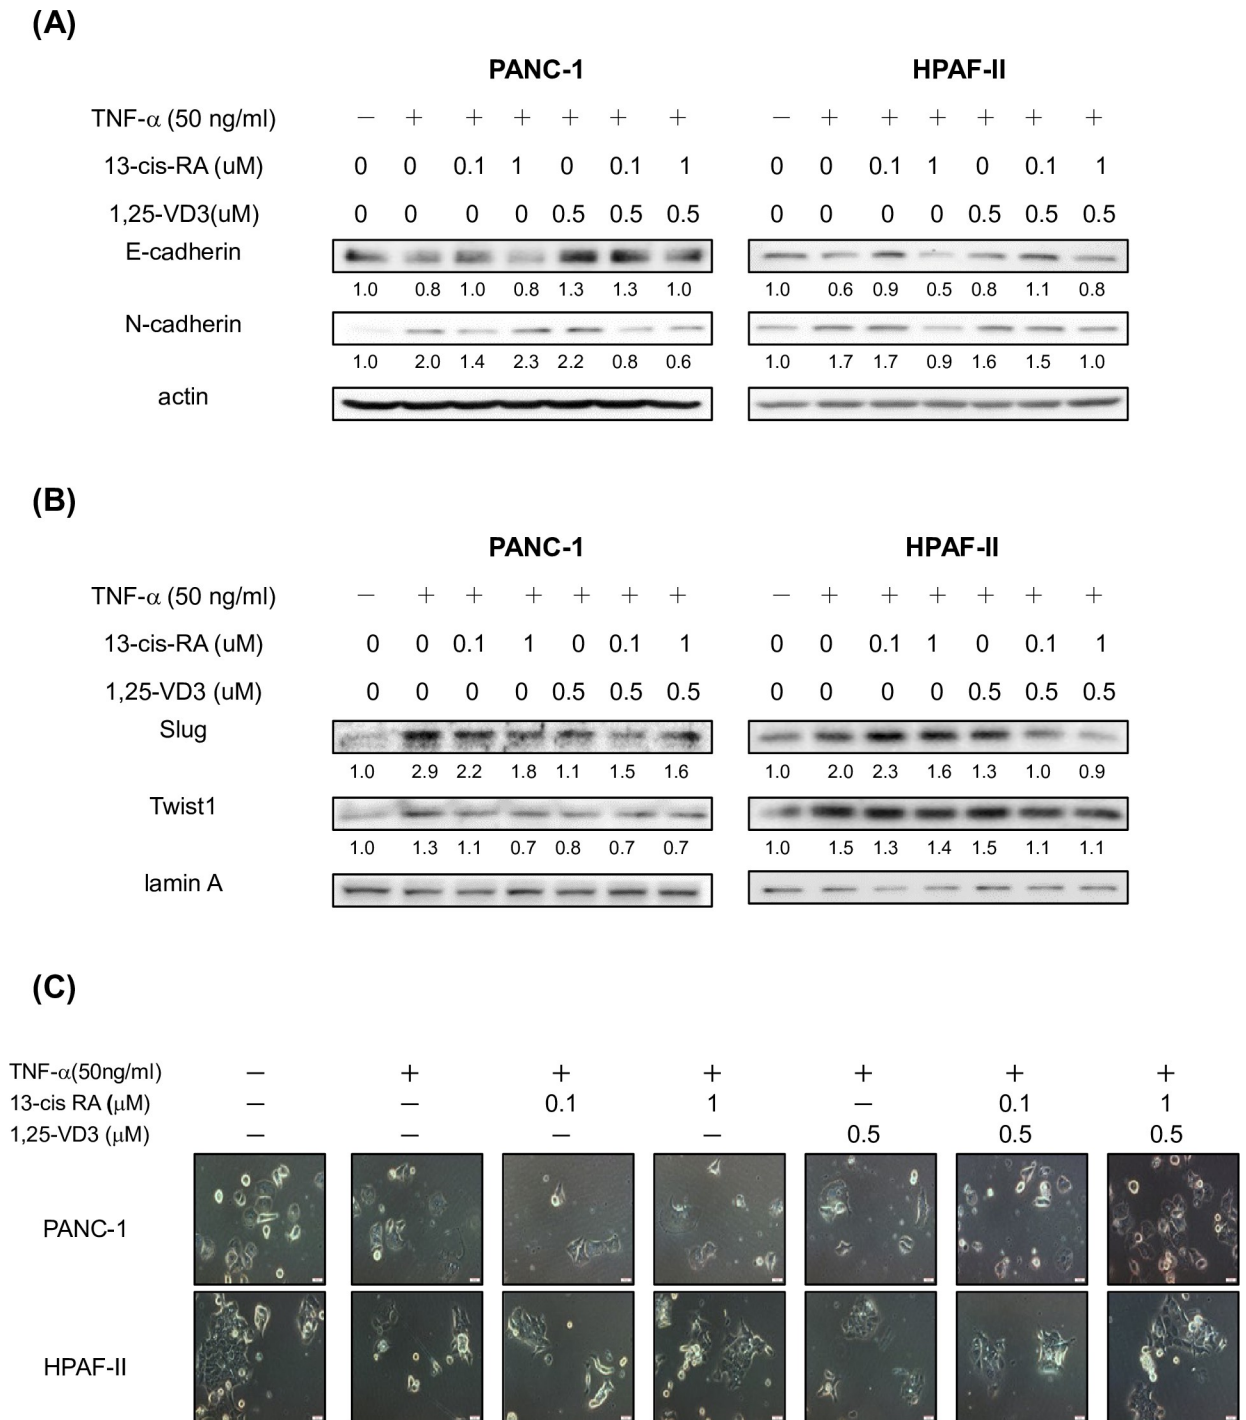 (A)
PANC-1 HPAF-II
TNF-α (50 ng/ml) − + + + + + + − + + + + + +
13-cis-RA (uM) 0 0 0.1 1 0 0.1 1 0 0 0.1 1 0 0.1 1
1,25-VD3(uM) 0 0 0 0 0.5 0.5 0.5 0 0 0 0 0.5 0.5 0.5
E-cadherin
1.0 0.8 1.0 0.8 1.3 1.3 1.0 1.0 0.6 0.9 0.5 0.8 1.1 0.8
N-cadherin
1.0 2.0 1.4 2.3 2.2 0.8 0.6 1.0 1.7 1.7 0.9 1.6 1.5 1.0
actin
(B)
PANC-1 HPAF-II
TNF-α (50 ng/ml) − + + + + + + − + + + + + +
13-cis-RA (uM) 0 0 0.1 1 0 0.1 1 0 0 0.1 1 0 0.1 1
1,25-VD3 (uM) 0 0 0 0 0.5 0.5 0.5 0 0 0 0 0.5 0.5 0.5
Slug
1.0 2.9 2.2 1.8 1.1 1.5 1.6 1.0 2.0 2.3 1.6 1.3 1.0 0.9
Twist1
1.0 1.3 1.1 0.7 0.8 0.7 0.7 1.0 1.5 1.3 1.4 1.5 1.1 1.1
lamin A
(C)
TNF-α(50ng/ml) − + + + + + +
13-cis RA (μM) − − 0.1 1 − 0.1 1
1,25-VD3 (μM) − − − − 0.5 0.5 0.5
PANC-1
HPAF-II